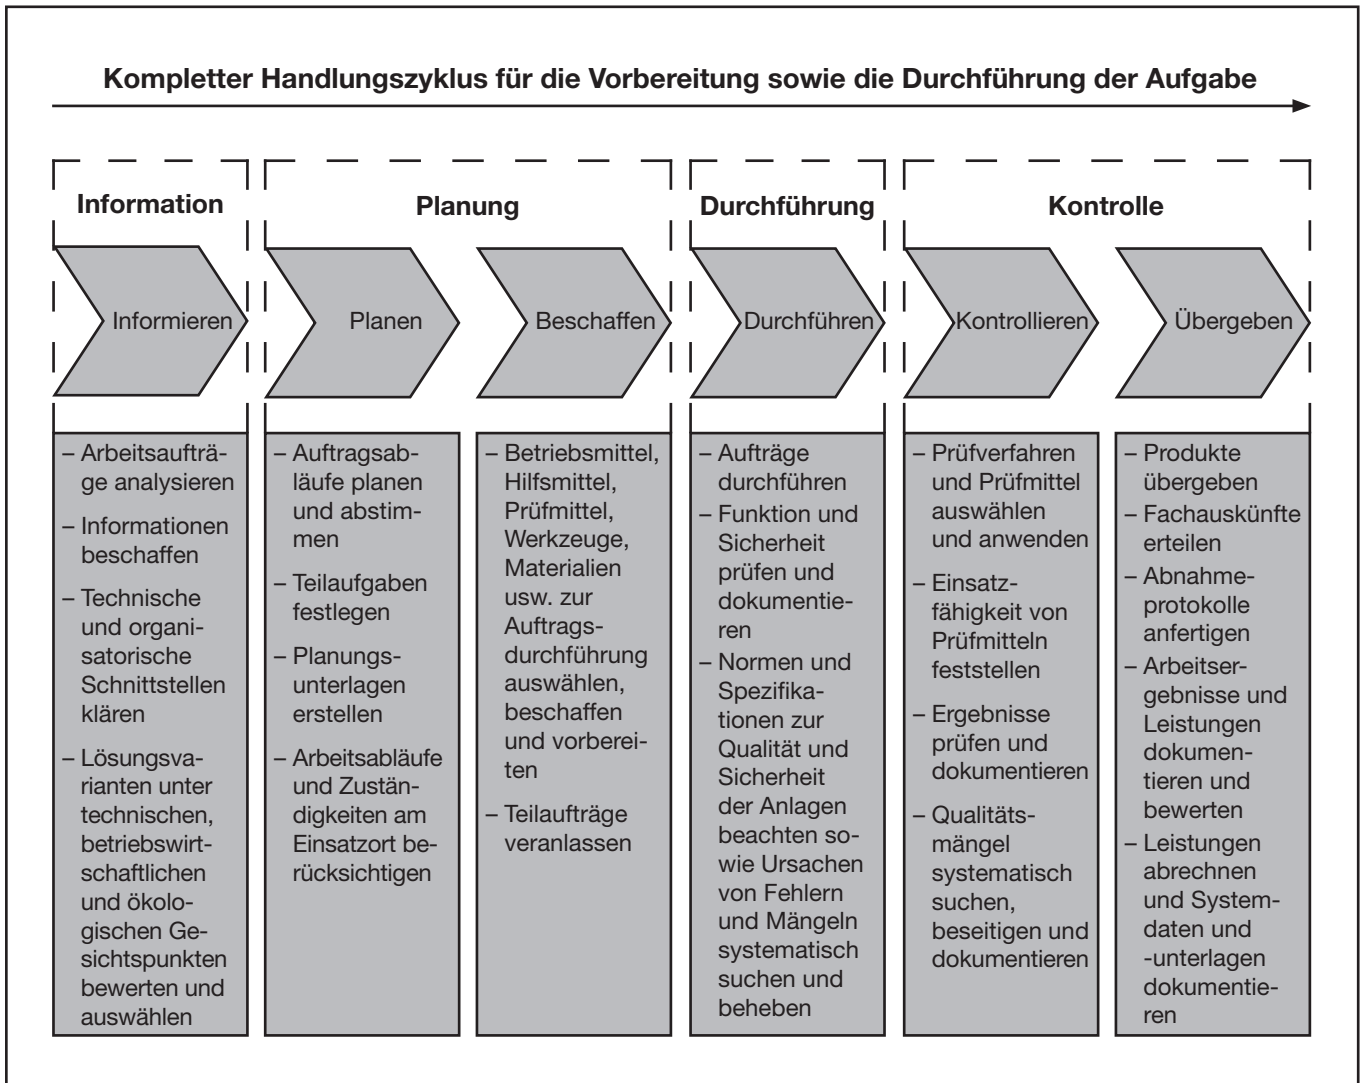 Kompletter Handlungszyklus für die Vorbereitung sowie die Durchführung der Aufgabe
Information
Planung
Durchführung
Kontrolle
Informieren
Planen
Beschaffen
Durchführen
Kontrollieren
Übergeben
– Arbeitsaufträ-
ge analysieren
– Informationen
beschaffen
– Technische
und organi-
satorische
Schnittstellen
klären
– Lösungsva-
rianten unter
technischen,
betriebswirt-
schaftlichen
und ökolo-
gischen Ge-
sichtspunkten
bewerten und
auswählen
– Auftragsab-
läufe planen
und abstim-
men
– Teilaufgaben
festlegen
– Planungs-
unterlagen
erstellen
– Arbeitsabläufe
und Zustän-
digkeiten am
Einsatzort be-
rücksichtigen
– Betriebsmittel,
Hilfsmittel,
Prüfmittel,
Werkzeuge,
Materialien
usw. zur
Auftrags-
durchführung
auswählen,
beschaffen
und vorberei-
ten
– Teilaufträge
veranlassen
– Aufträge
durchführen
– Funktion und
Sicherheit
prüfen und
dokumentie-
ren
– Normen und
Spezifika-
tionen zur
Qualität und
Sicherheit
der Anlagen
beachten so-
wie Ursachen
von Fehlern
und Mängeln
systematisch
suchen und
beheben
– Prüfverfahren
und Prüfmittel
auswählen
und anwenden
– Einsatz-
fähigkeit von
Prüfmitteln
feststellen
– Ergebnisse
prüfen und
dokumentieren
– Qualitäts-
mängel
systematisch
suchen,
beseitigen und
dokumentieren
– Produkte
übergeben
– Fachauskünfte
erteilen
– Abnahme-
protokolle
anfertigen
– Arbeitser-
gebnisse und
Leistungen
dokumen-
tieren und
bewerten
– Leistungen
abrechnen
und System-
daten und
-unterlagen
dokumentie-
ren